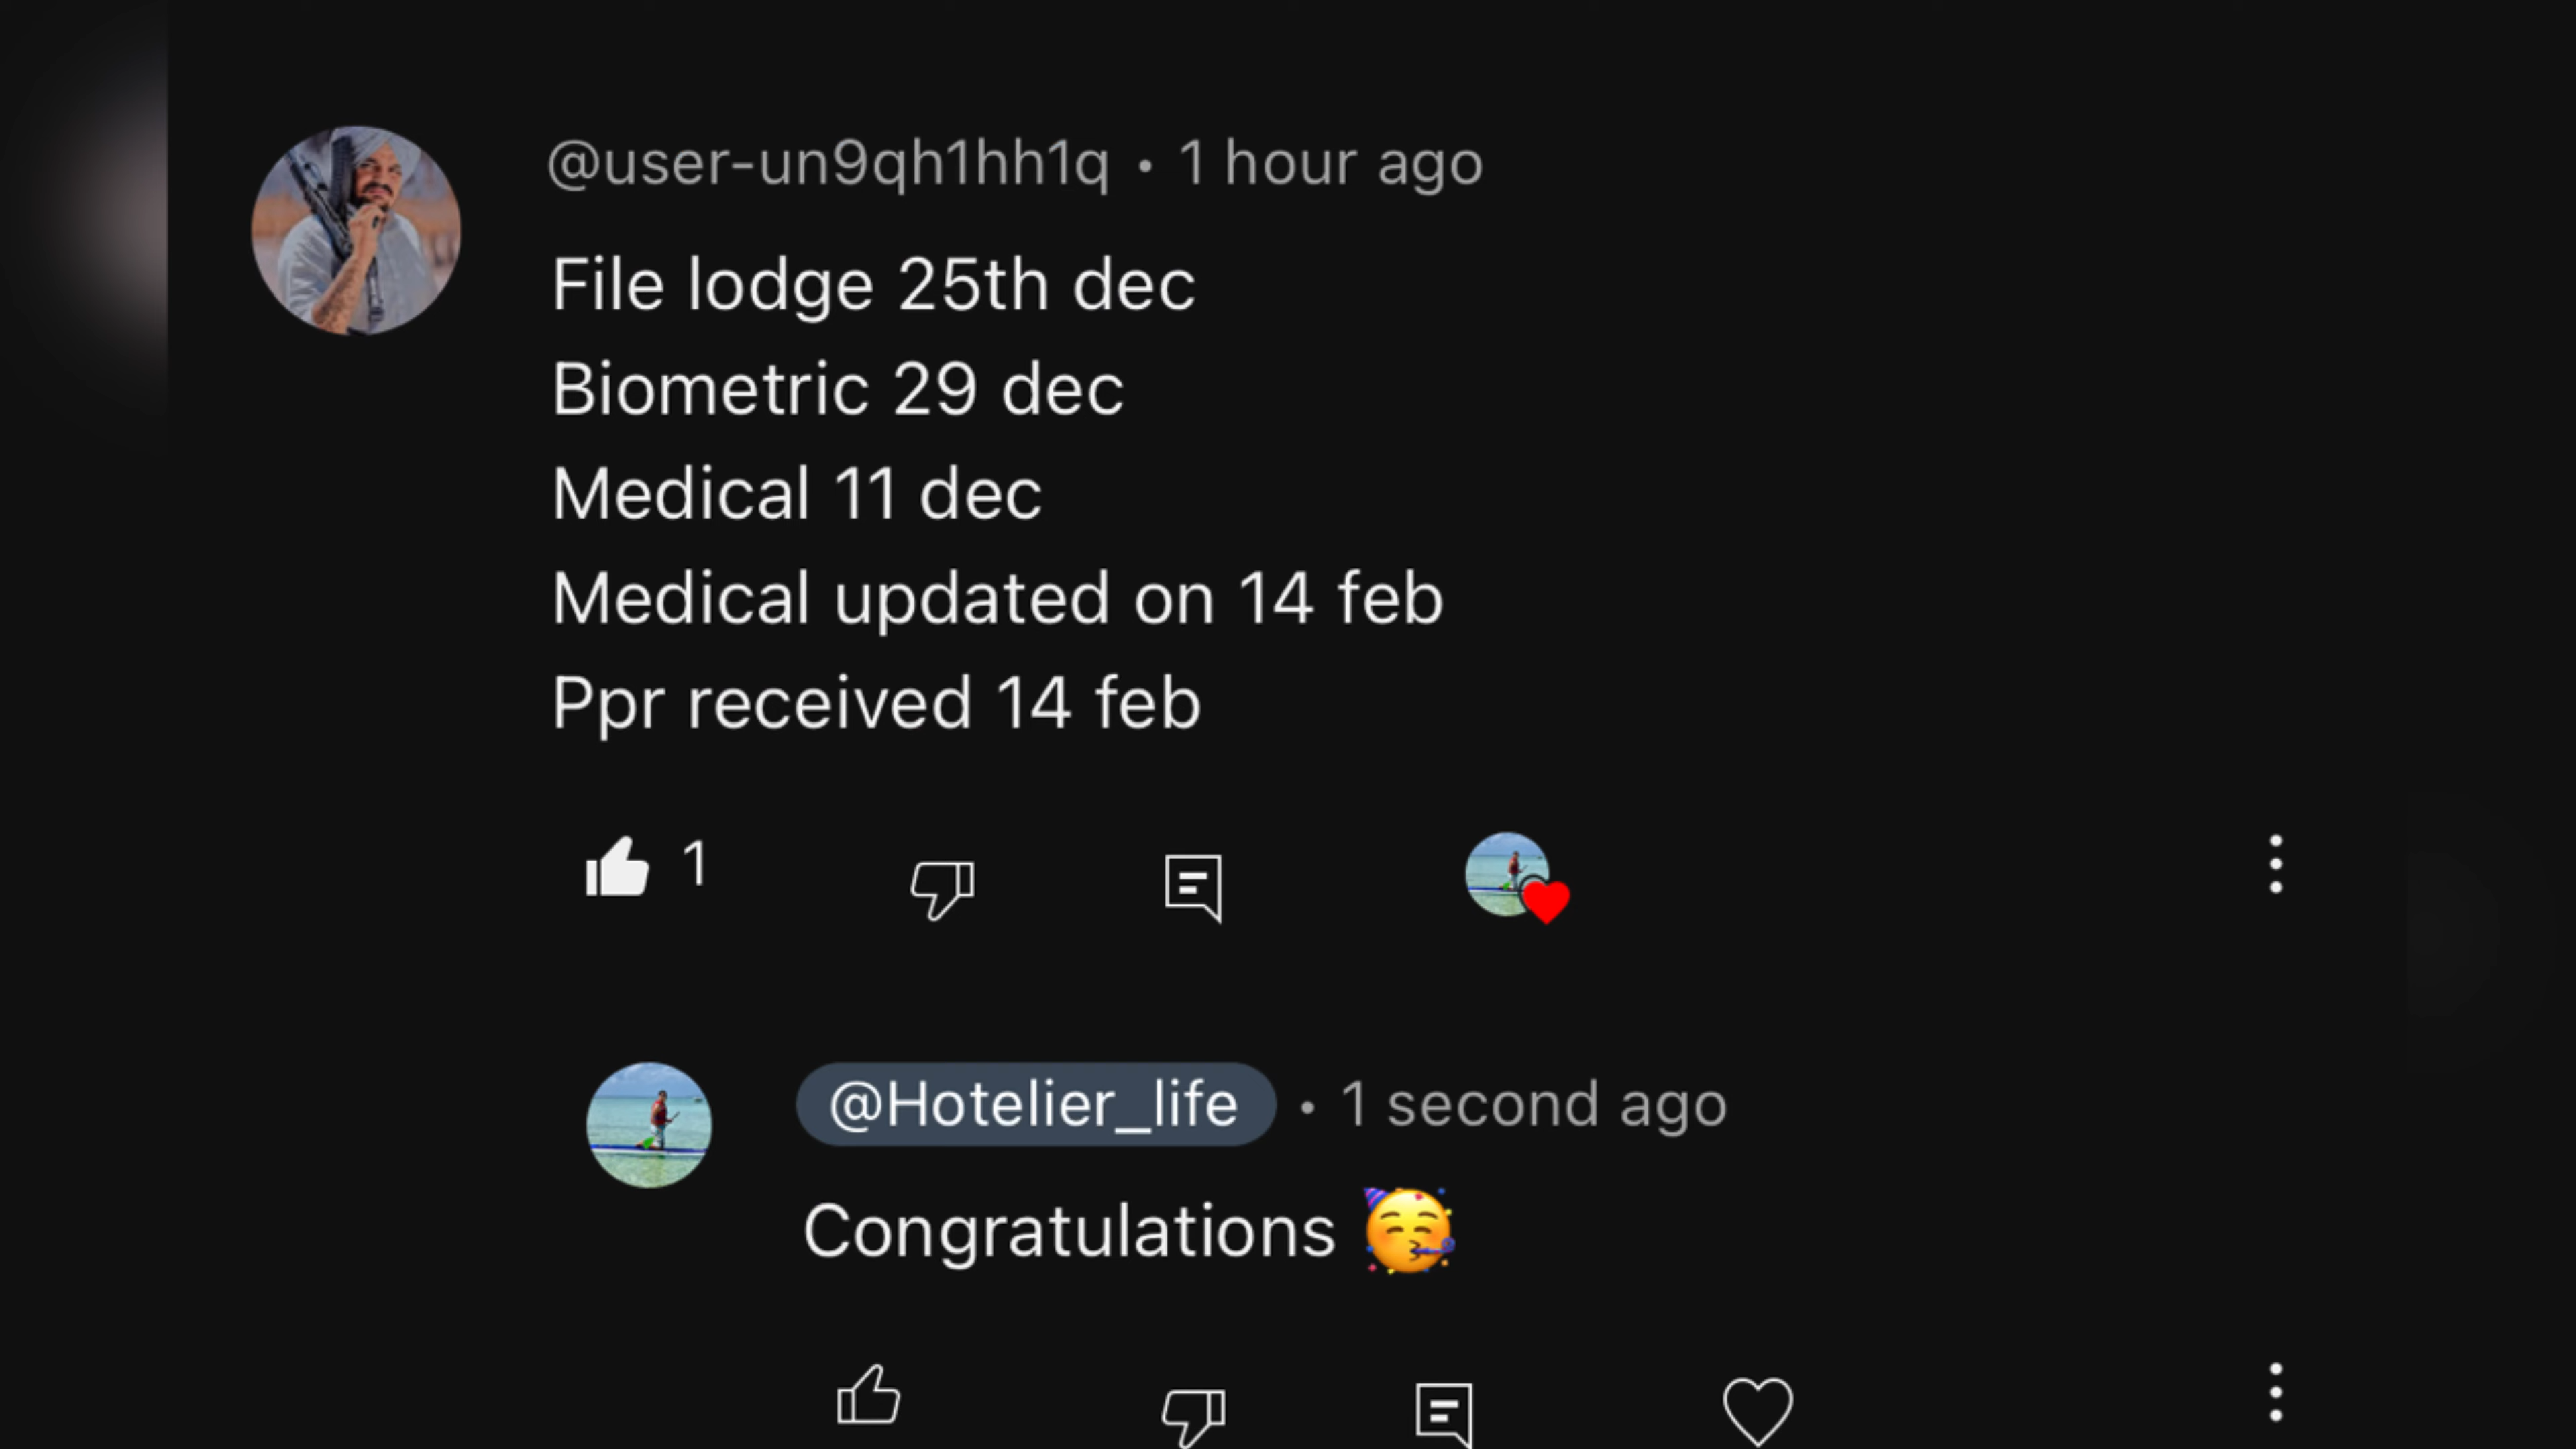 @user-un9qh1hh1q • 1 hour ago
File lodge 25th dec
Biometric 29 dec
Medical 11 dec
Medical updated on 14 feb
Ppr received 14 feb
1
@Hotelier_life • 1 second ago
Congratulations 🥳